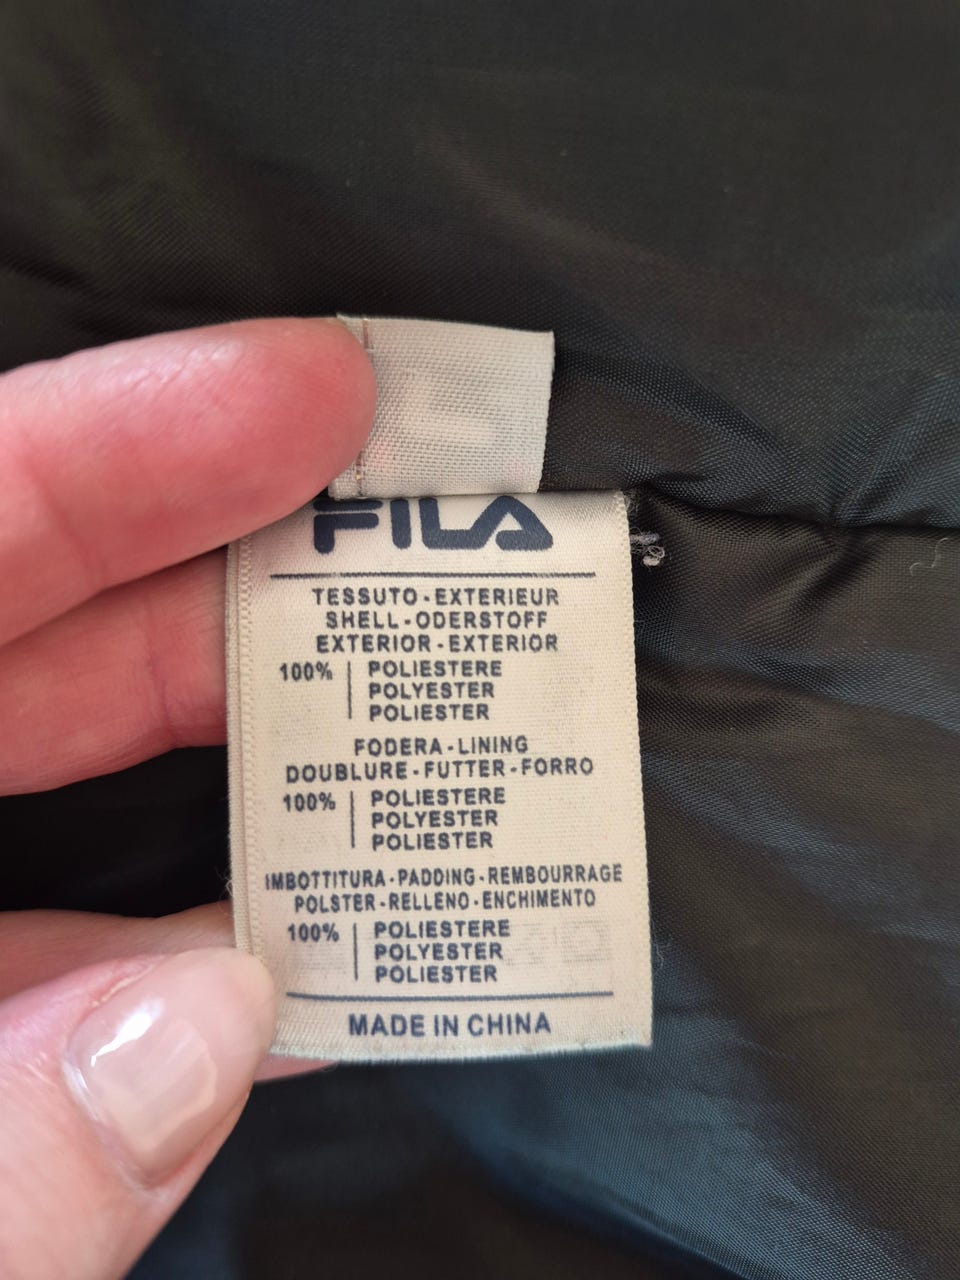 FILA
TESSUTO-EXTERIEUR
SHELL-ODERSTOFF
EXTERIOR-EXTERIOR
100% | POLIESTERE
POLYESTER
POLIESTER
FODERA-LINING
DOUBLURE-FUTTER-FORRO
100% | POLIESTERE
POLYESTER
POLIESTER
IMBOTTITURA-PADDING-REMBOURRAGE
POLSTER-RELLENO-ENCHIMENTO
100% | POLIESTERE
POLYESTER
POLIESTER
MADE IN CHINA